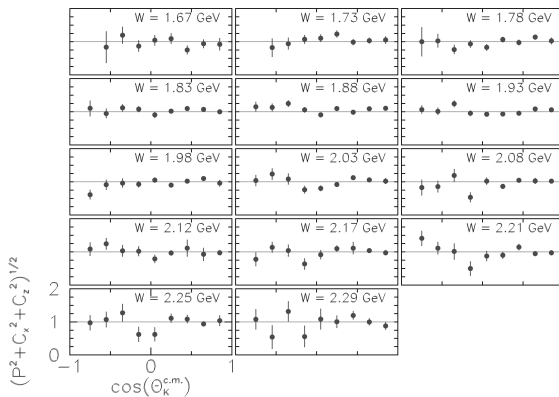 W = 1.67 GeV
W = 1.73 GeV
W = 1.78 GeV
W = 1.83 GeV
W = 1.88 GeV
W = 1.93 GeV
W = 1.98 GeV
W = 2.03 GeV
W = 2.08 GeV
W = 2.12 GeV
W = 2.17 GeV
W = 2.21 GeV
W = 2.25 GeV
W = 2.29 GeV
(P²+Cₓ²+C_z²)^1/2
2
1
0
−1
0
1
cos(Θ_K^c.m.)